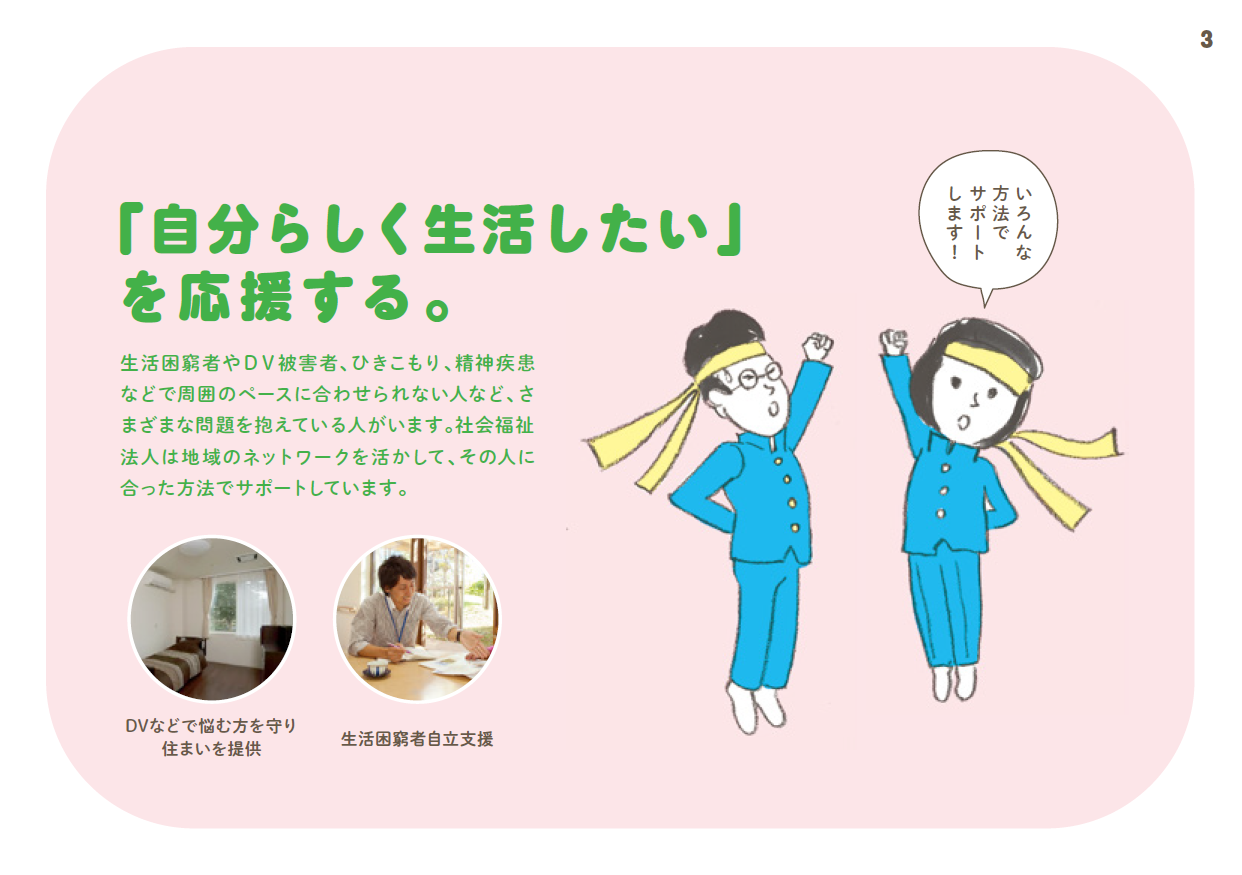 3
「自分らしく生活したい」
を応援する。
いろんな
方法で
サポート
します！
生活困窮者やＤＶ被害者、ひきこもり、精神疾患
などで周囲のペースに合わせられない人など、さ
まざまな問題を抱えている人がいます。社会福祉
法人は地域のネットワークを活かして、その人に
合った方法でサポートしています。
DVなどで悩む方を守り
住まいを提供
生活困窮者自立支援